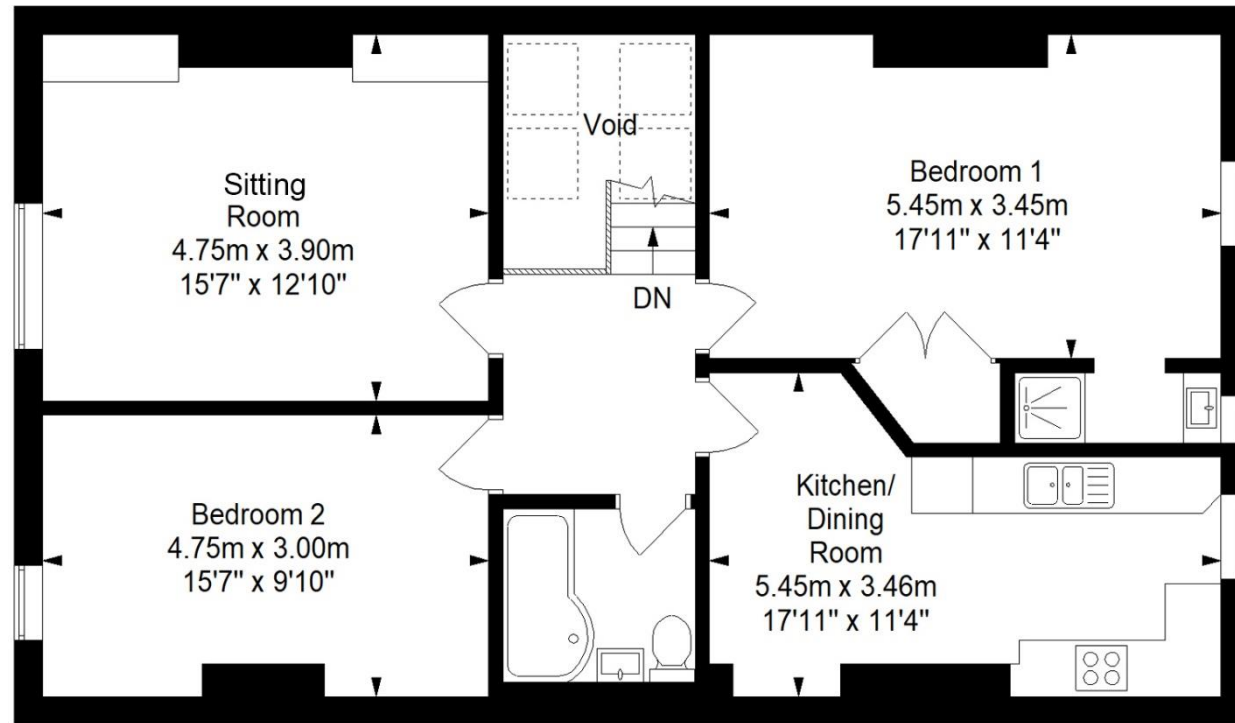 Sitting
Room
4.75m x 3.90m
15'7" x 12'10"
Void
DN
Bedroom 1
5.45m x 3.45m
17'11" x 11'4"
Bedroom 2
4.75m x 3.00m
15'7" x 9'10"
Kitchen/
Dining
Room
5.45m x 3.46m
17'11" x 11'4"